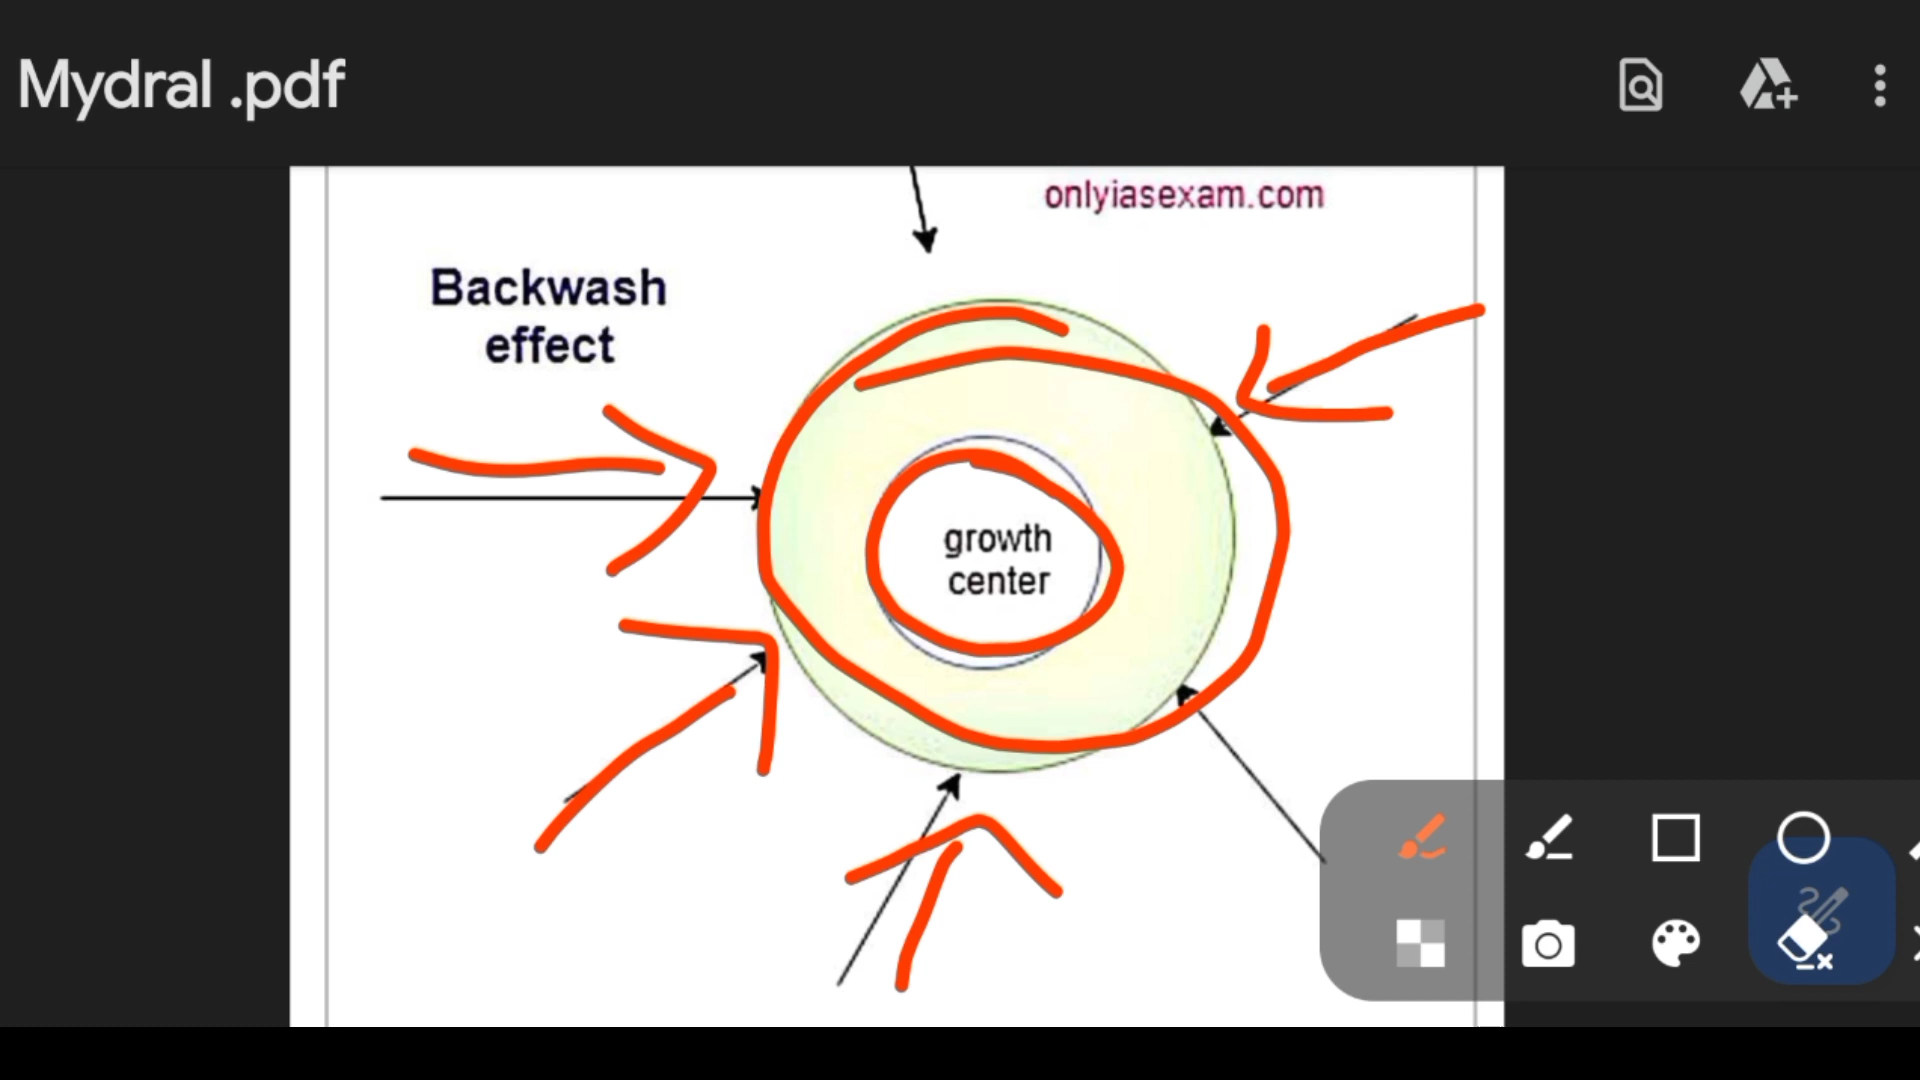 Mydral .pdf
onlyiasexam.com
Backwash
effect
growth
center